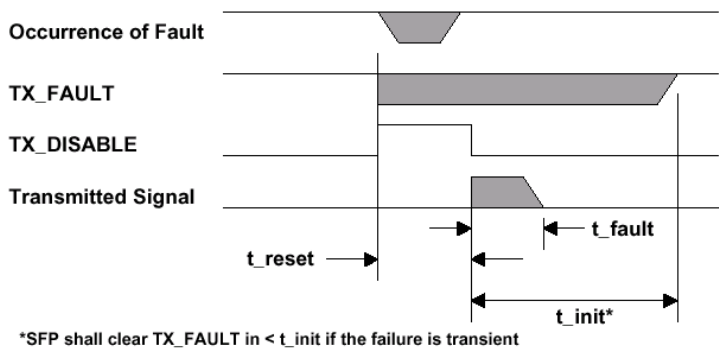 Occurrence of Fault
TX_FAULT
TX_DISABLE
Transmitted Signal
t_fault
t_reset
t_init*
*SFP shall clear TX_FAULT in < t_init if the failure is transient